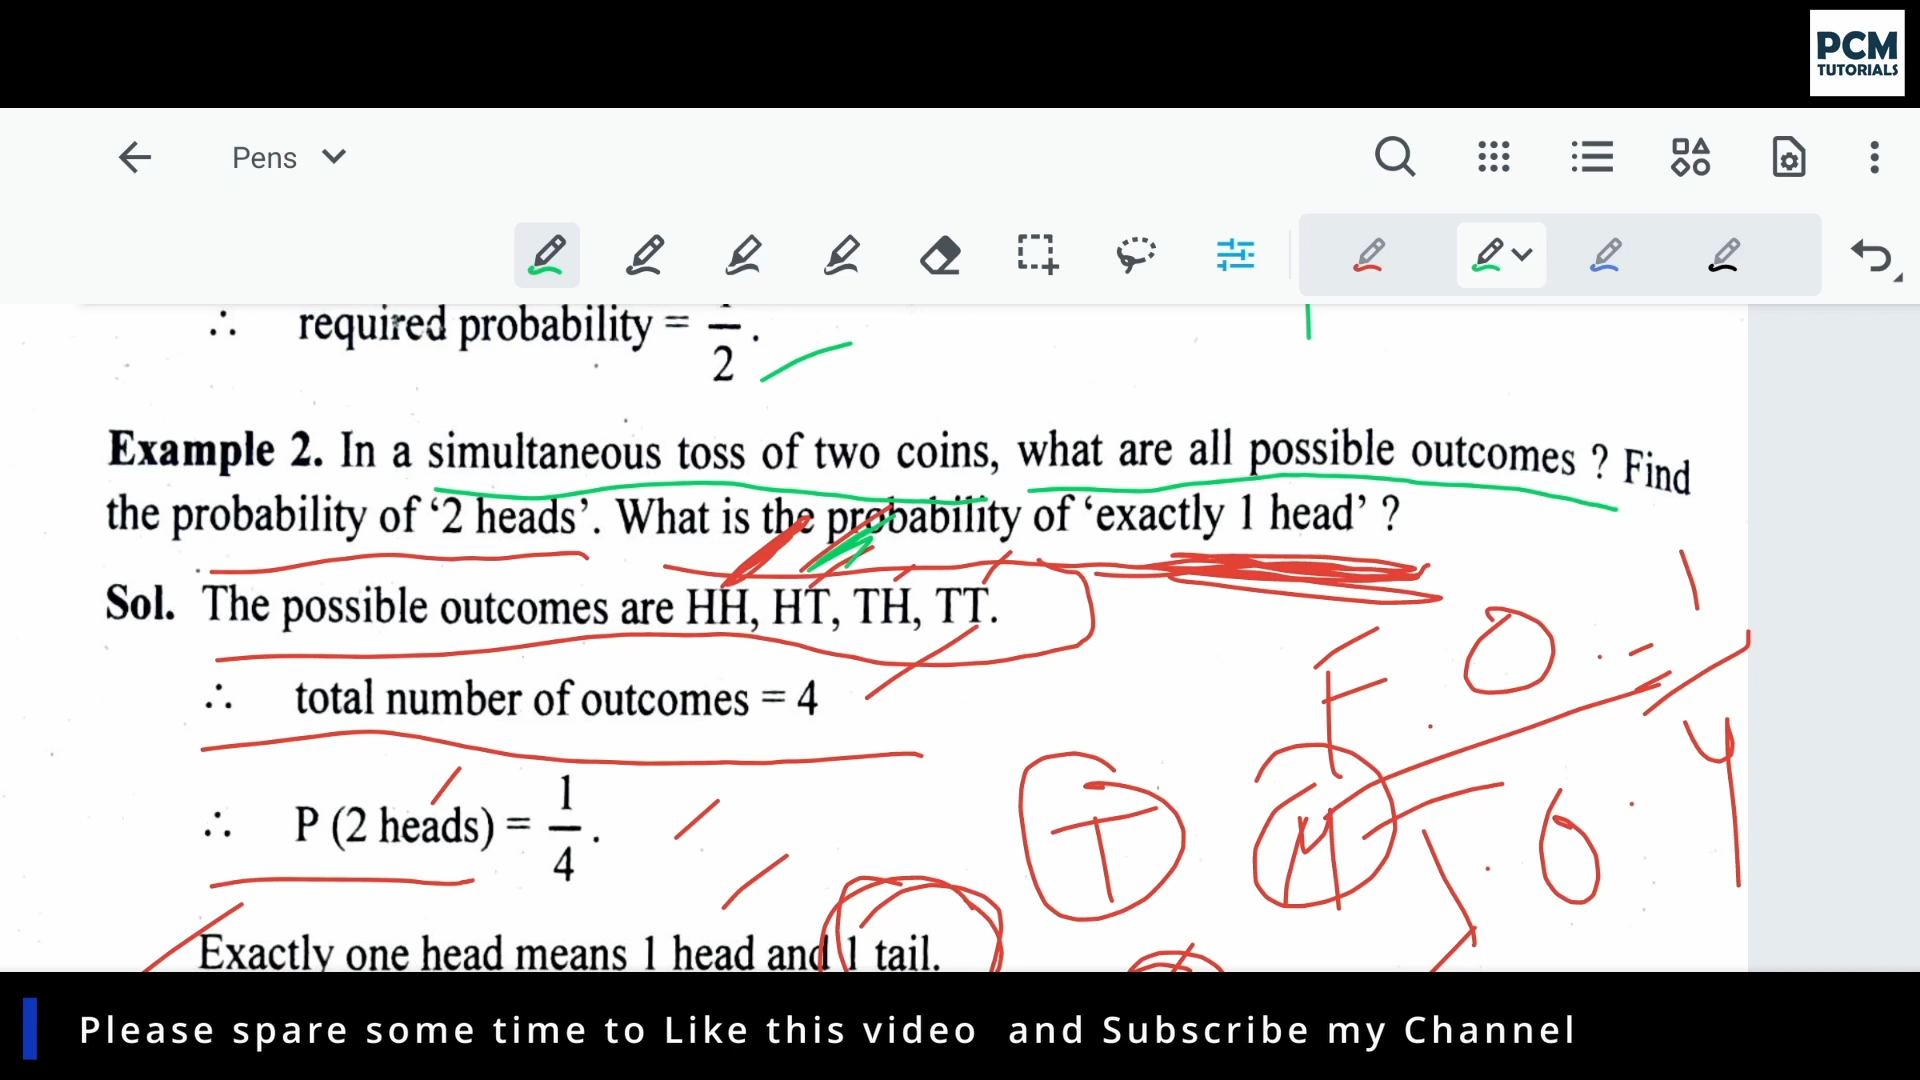 PCM
TUTORIALS
Pens
∴ required probability = 1/2 .
Example 2. In a simultaneous toss of two coins, what are all possible outcomes ? Find
the probability of ‘2 heads’. What is the probability of ‘exactly 1 head’ ?
Sol. The possible outcomes are HH, HT, TH, TT.
∴ total number of outcomes = 4
∴ P (2 heads) = 1/4 .
Exactly one head means 1 head and 1 tail.
T
Please spare some time to Like this video and Subscribe my Channel